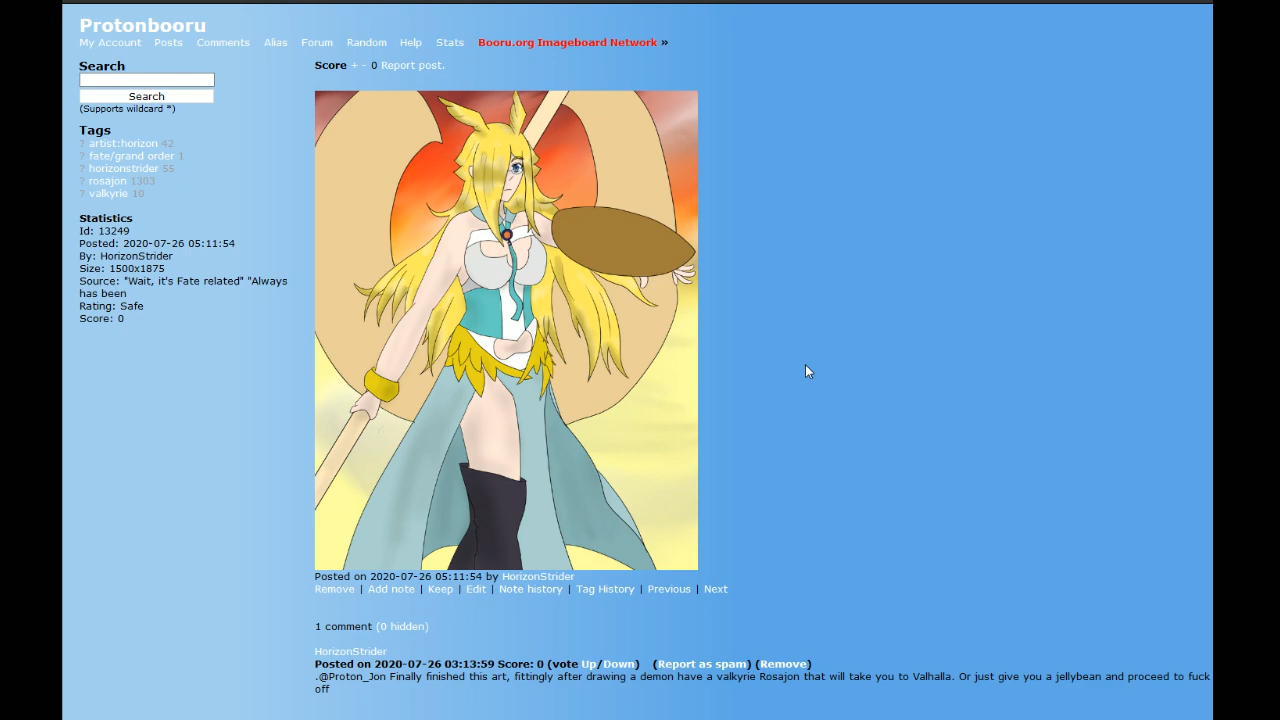 Protonbooru
My Account Posts Comments Alias Forum Random Help Stats Booru.org Imageboard Network »
Search
Search
(Supports wildcard *)
Tags
? artist:horizon 42
? fate/grand order 1
? horizonstrider 55
? rosajon 1303
? valkyrie 10
Statistics
Id: 13249
Posted: 2020-07-26 05:11:54
By: HorizonStrider
Size: 1500x1875
Source: "Wait, it's Fate related" "Always
has been
Rating: Safe
Score: 0
Score + - 0 Report post.
Posted on 2020-07-26 05:11:54 by HorizonStrider
Remove | Add note | Keep | Edit | Note history | Tag History | Previous | Next
1 comment (0 hidden)
HorizonStrider
Posted on 2020-07-26 03:13:59 Score: 0 (vote Up/Down) (Report as spam) (Remove)
.@Proton_Jon Finally finished this art, fittingly after drawing a demon have a valkyrie Rosajon that will take you to Valhalla. Or just give you a jellybean and proceed to fuck
off